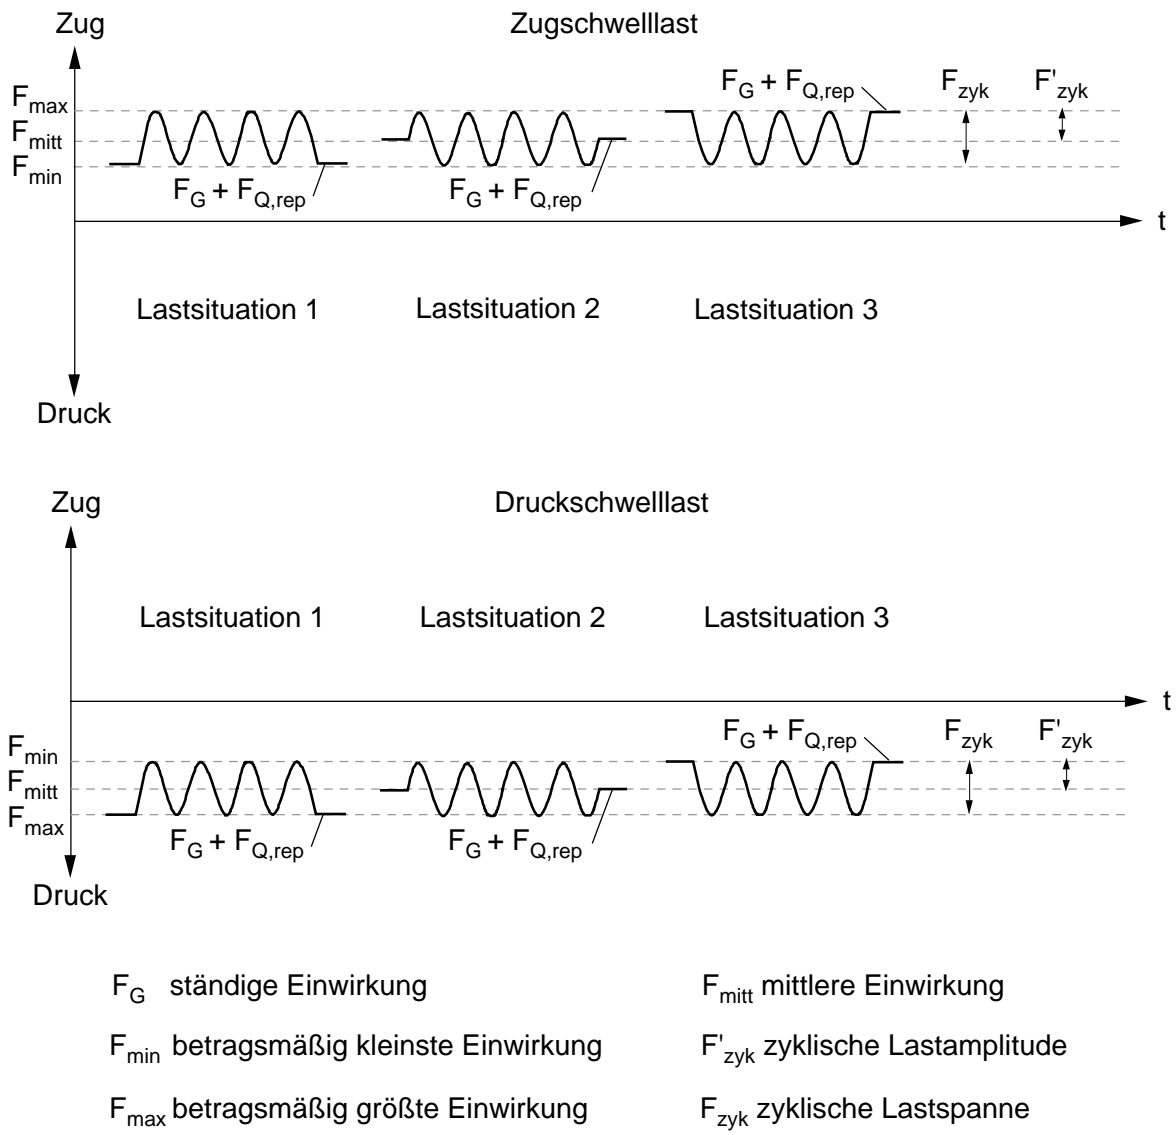 Zug
Zugschwelllast
F_G + F_Q,rep
F_zyk
F'_zyk
F_max
F_mitt
F_min
F_G + F_Q,rep
F_G + F_Q,rep
t
Lastsituation 1
Lastsituation 2
Lastsituation 3
Druck
Zug
Druckschwelllast
Lastsituation 1
Lastsituation 2
Lastsituation 3
t
F_G + F_Q,rep
F_zyk
F'_zyk
F_min
F_mitt
F_max
F_G + F_Q,rep
F_G + F_Q,rep
Druck
F_G ständige Einwirkung
F_mitt mittlere Einwirkung
F_min betragsmäßig kleinste Einwirkung
F'_zyk zyklische Lastamplitude
F_max betragsmäßig größte Einwirkung
F_zyk zyklische Lastspanne